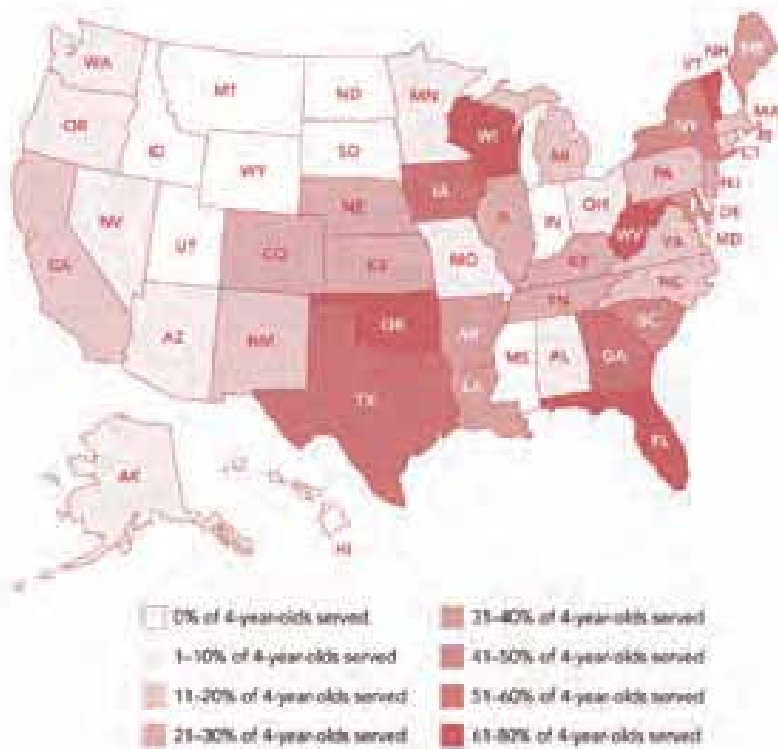 WA
MT
ND
MN
VT
NH
ME
OR
ID
SD
WI
NY
MA
RI
CT
WY
MI
NV
NE
IA
PA
NJ
UT
CO
IL
IN
OH
DE
MD
CA
KS
MO
KY
WV
VA
AZ
NM
OK
AR
TN
NC
SC
TX
LA
MS
AL
GA
FL
AK
HI
0% of 4-year-olds served
1–10% of 4-year-olds served
11–20% of 4-year-olds served
21–30% of 4-year-olds served
31–40% of 4-year-olds served
41–50% of 4-year-olds served
51–60% of 4-year-olds served
61–80% of 4-year-olds served